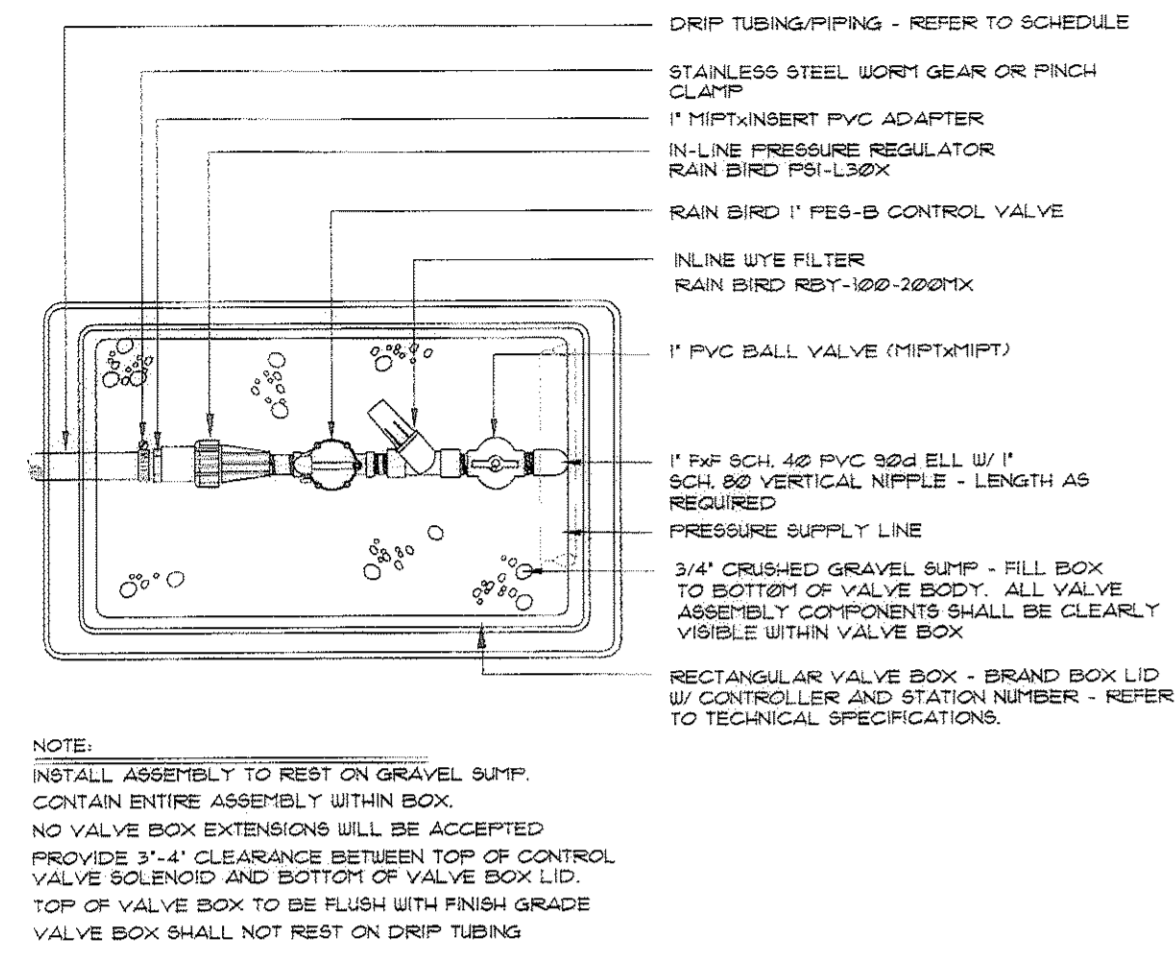 DRIP TUBING/PIPING - REFER TO SCHEDULE
STAINLESS STEEL WORM GEAR OR PINCH
CLAMP
1" MIPTxINSERT PVC ADAPTER
IN-LINE PRESSURE REGULATOR
RAIN BIRD PSI-L30X
RAIN BIRD 1" PES-B CONTROL VALVE
INLINE WYE FILTER
RAIN BIRD RBY-100-200MX
1" PVC BALL VALVE (MIPTxMIPT)
1" FxF SCH. 40 PVC 90d ELL W/ 1"
SCH. 80 VERTICAL NIPPLE - LENGTH AS
REQUIRED
PRESSURE SUPPLY LINE
3/4" CRUSHED GRAVEL SUMP - FILL BOX
TO BOTTOM OF VALVE BODY. ALL VALVE
ASSEMBLY COMPONENTS SHALL BE CLEARLY
VISIBLE WITHIN VALVE BOX
RECTANGULAR VALVE BOX - BRAND BOX LID
W/ CONTROLLER AND STATION NUMBER - REFER
TO TECHNICAL SPECIFICATIONS.
NOTE:
INSTALL ASSEMBLY TO REST ON GRAVEL SUMP.
CONTAIN ENTIRE ASSEMBLY WITHIN BOX.
NO VALVE BOX EXTENSIONS WILL BE ACCEPTED
PROVIDE 3"-4" CLEARANCE BETWEEN TOP OF CONTROL
VALVE SOLENOID AND BOTTOM OF VALVE BOX LID.
TOP OF VALVE BOX TO BE FLUSH WITH FINISH GRADE
VALVE BOX SHALL NOT REST ON DRIP TUBING